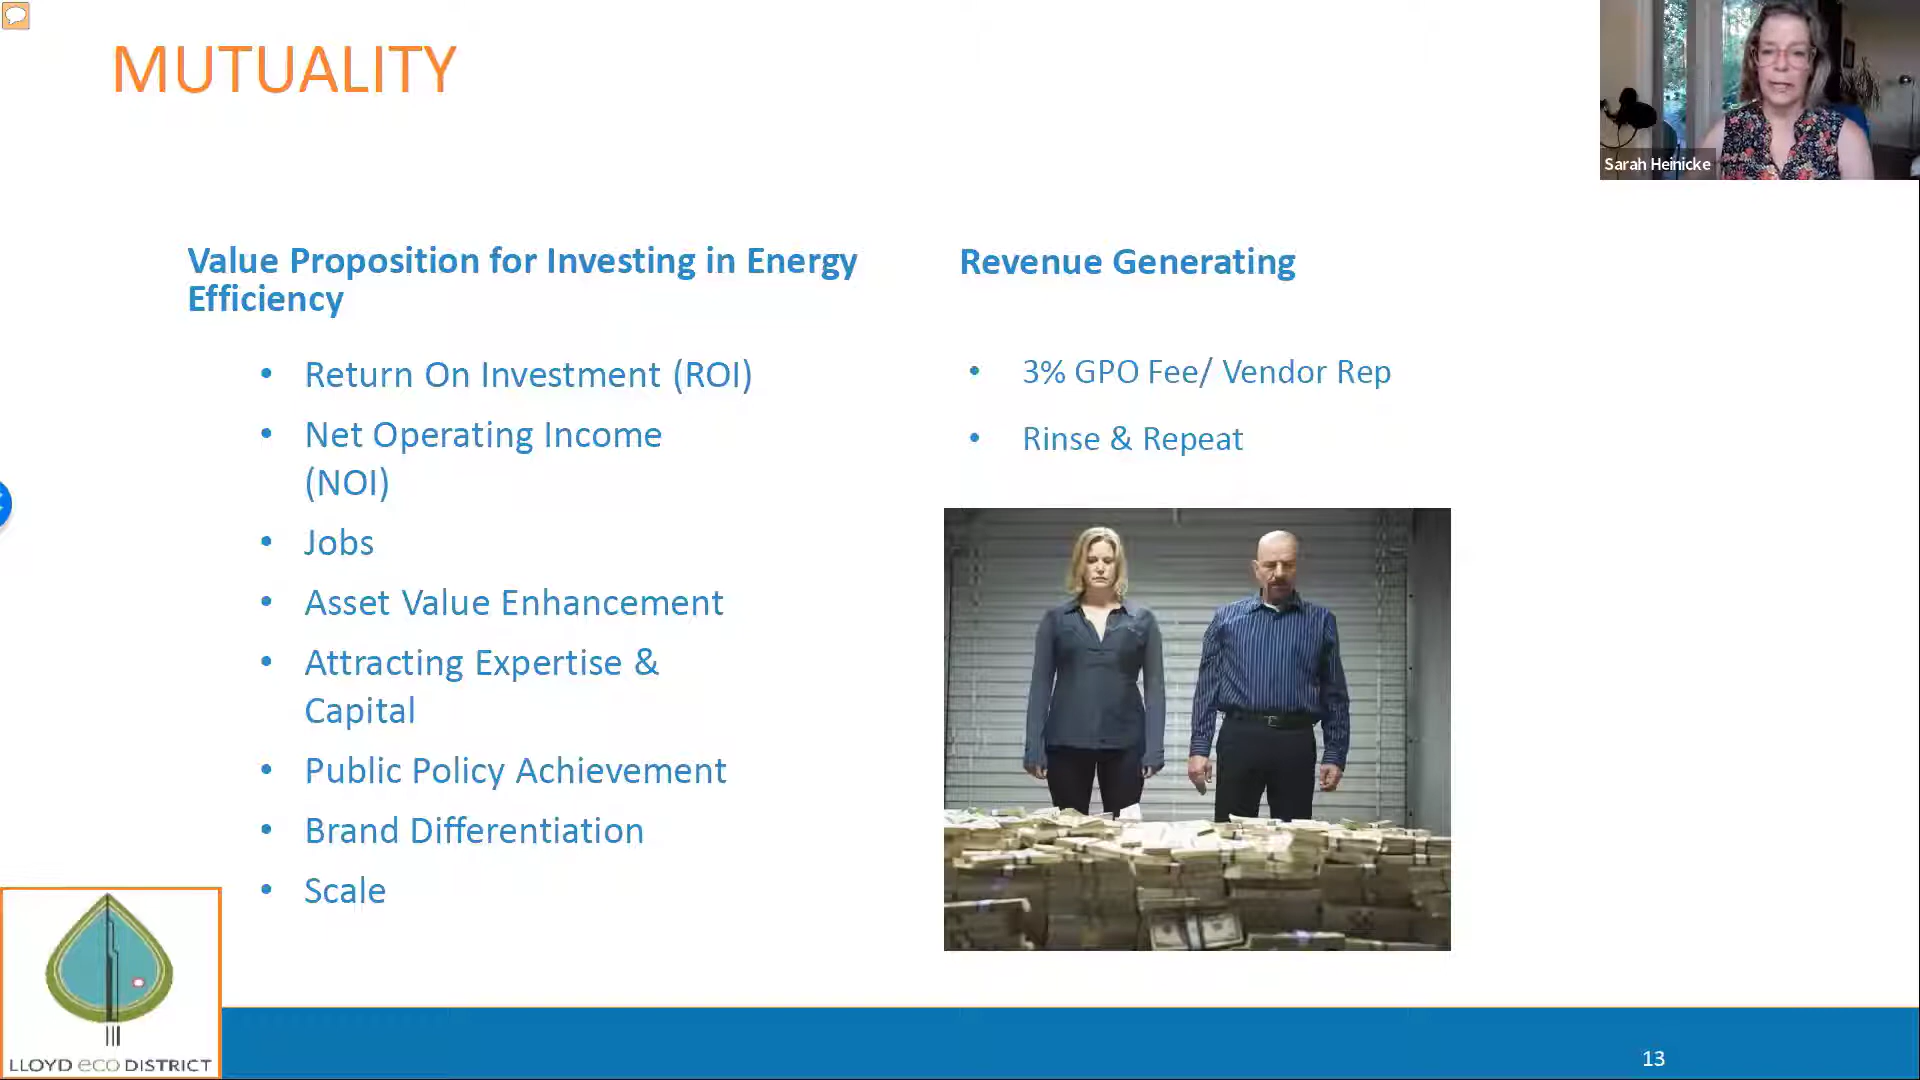 MUTUALITY
Sarah Heinicke
Value Proposition for Investing in Energy
Efficiency
• Return On Investment (ROI)
• Net Operating Income
(NOI)
• Jobs
• Asset Value Enhancement
• Attracting Expertise &
Capital
• Public Policy Achievement
• Brand Differentiation
• Scale
Revenue Generating
• 3% GPO Fee/ Vendor Rep
• Rinse & Repeat
LLOYD eco DISTRICT
13